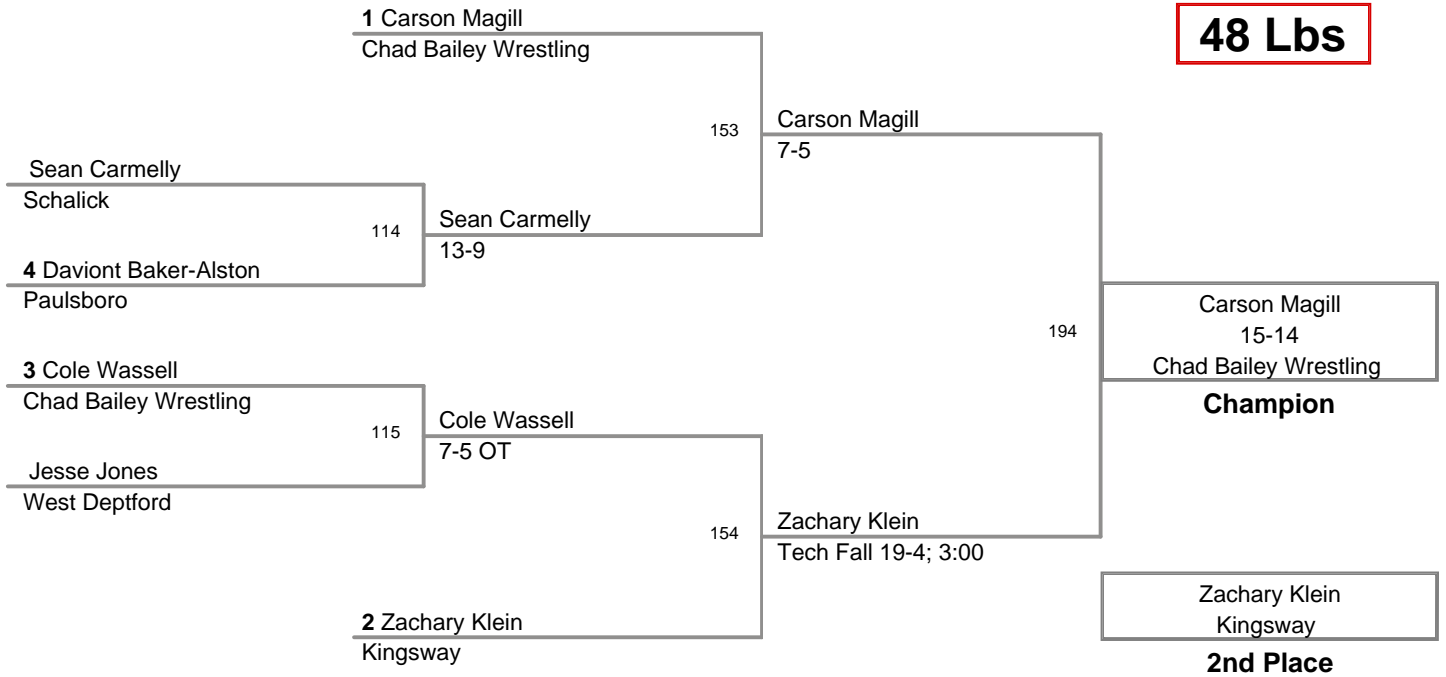 1 Carson Magill
Chad Bailey Wrestling
48 Lbs
153
Carson Magill
7-5
Sean Carmelly
Schalick
114
Sean Carmelly
13-9
4 Daviont Baker-Alston
Paulsboro
194
Carson Magill
15-14
Chad Bailey Wrestling
Champion
3 Cole Wassell
Chad Bailey Wrestling
115
Cole Wassell
7-5 OT
Jesse Jones
West Deptford
154
Zachary Klein
Tech Fall 19-4; 3:00
2 Zachary Klein
Kingsway
Zachary Klein
Kingsway
2nd Place